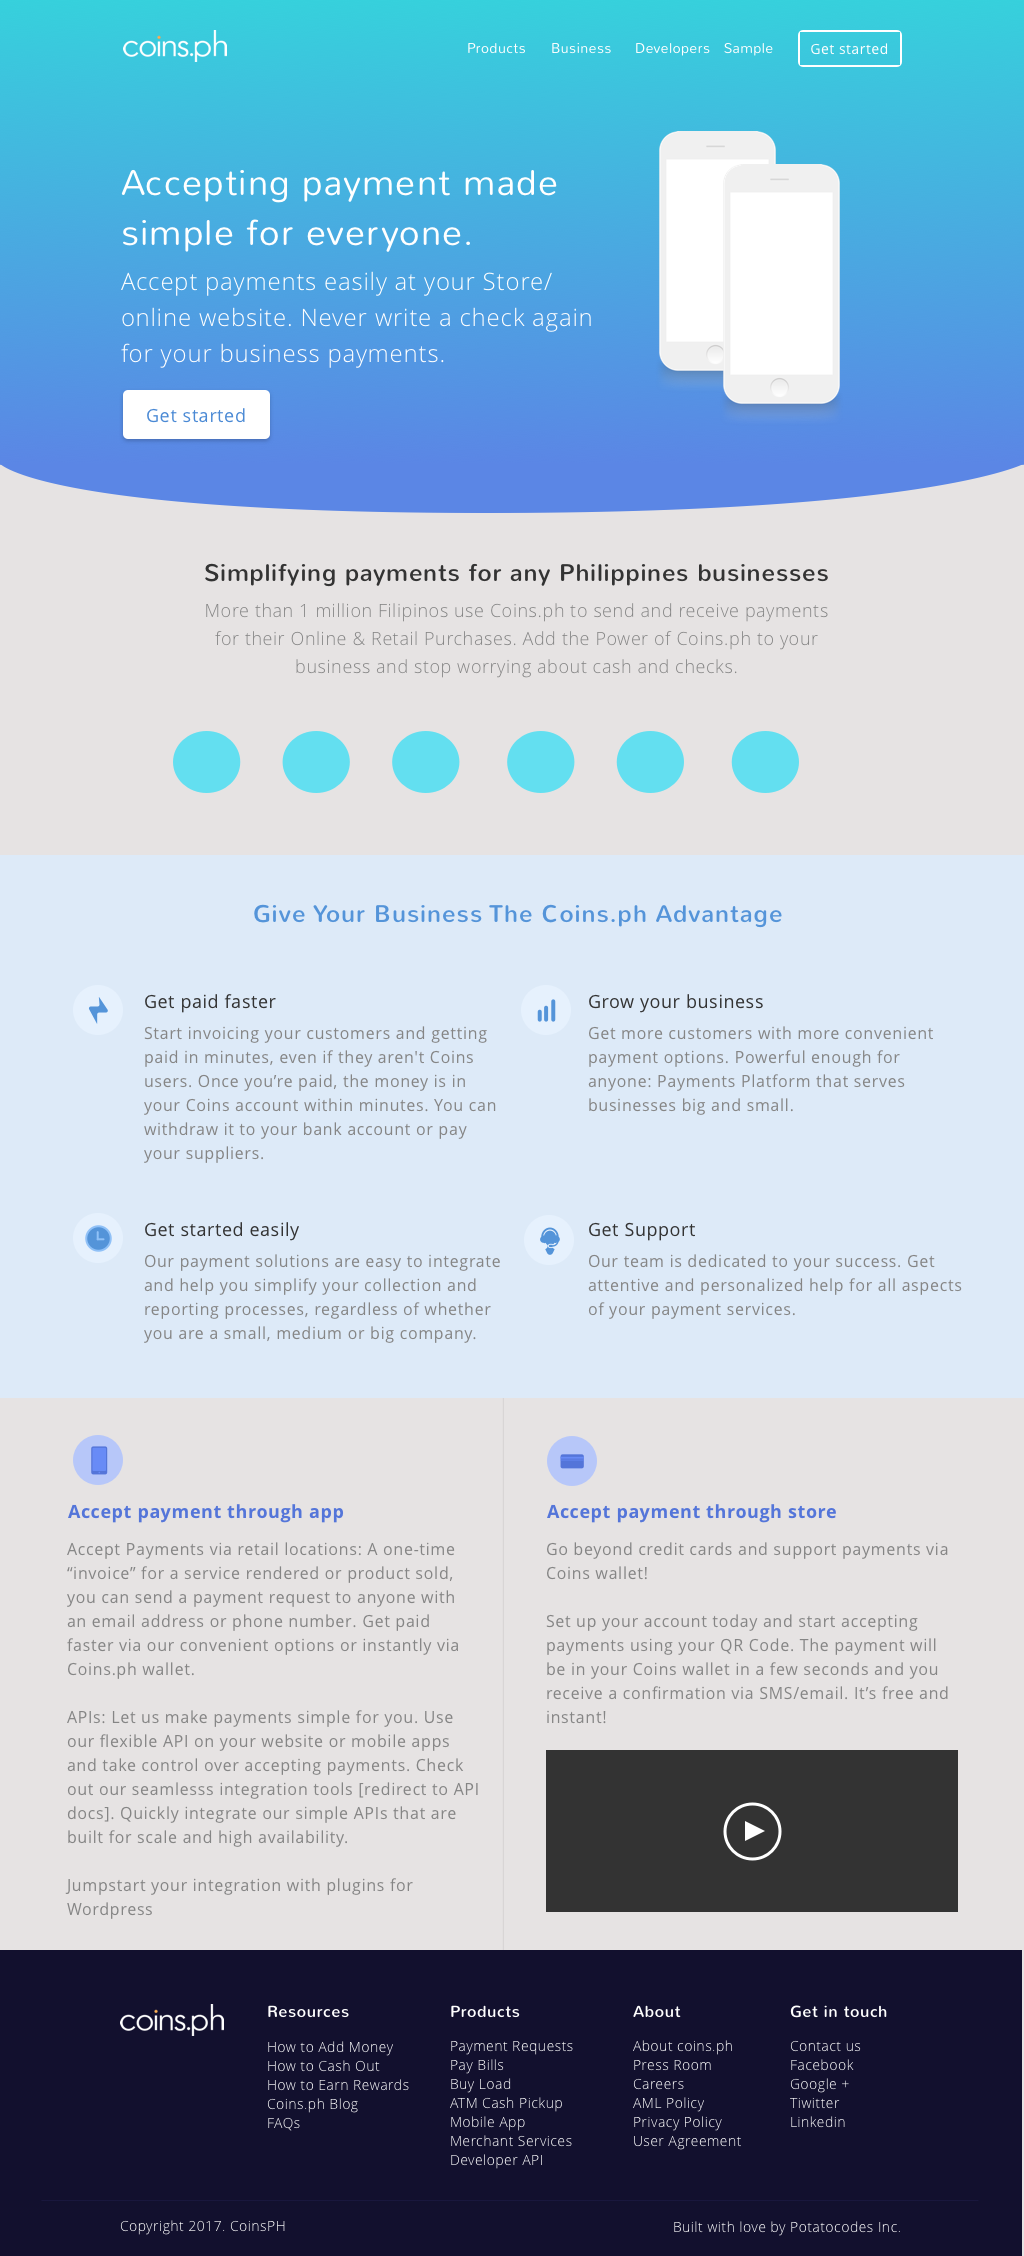 coins.ph
Products Business Developers Sample Get started
Accepting payment made
simple for everyone.
Accept payments easily at your Store/
online website. Never write a check again
for your business payments.
Get started
Simplifying payments for any Philippines businesses
More than 1 million Filipinos use Coins.ph to send and receive payments
for their Online & Retail Purchases. Add the Power of Coins.ph to your
business and stop worrying about cash and checks.
Give Your Business The Coins.ph Advantage
Get paid faster
Start invoicing your customers and getting
paid in minutes, even if they aren't Coins
users. Once you’re paid, the money is in
your Coins account within minutes. You can
withdraw it to your bank account or pay
your suppliers.
Grow your business
Get more customers with more convenient
payment options. Powerful enough for
anyone: Payments Platform that serves
businesses big and small.
Get started easily
Our payment solutions are easy to integrate
and help you simplify your collection and
reporting processes, regardless of whether
you are a small, medium or big company.
Get Support
Our team is dedicated to your success. Get
attentive and personalized help for all aspects
of your payment services.
Accept payment through app
Accept Payments via retail locations: A one-time
“invoice” for a service rendered or product sold,
you can send a payment request to anyone with
an email address or phone number. Get paid
faster via our convenient options or instantly via
Coins.ph wallet.
APIs: Let us make payments simple for you. Use
our flexible API on your website or mobile apps
and take control over accepting payments. Check
out our seamlesss integration tools [redirect to API
docs]. Quickly integrate our simple APIs that are
built for scale and high availability.
Jumpstart your integration with plugins for
Wordpress
Accept payment through store
Go beyond credit cards and support payments via
Coins wallet!
Set up your account today and start accepting
payments using your QR Code. The payment will
be in your Coins wallet in a few seconds and you
receive a confirmation via SMS/email. It’s free and
instant!
coins.ph
Resources
How to Add Money
How to Cash Out
How to Earn Rewards
Coins.ph Blog
FAQs
Products
Payment Requests
Pay Bills
Buy Load
ATM Cash Pickup
Mobile App
Merchant Services
Developer API
About
About coins.ph
Press Room
Careers
AML Policy
Privacy Policy
User Agreement
Get in touch
Contact us
Facebook
Google +
Tiwitter
Linkedin
Copyright 2017. CoinsPH
Built with love by Potatocodes Inc.